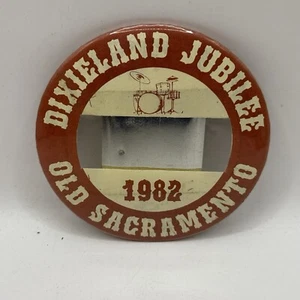 DIXIELAND JUBILEE
1982
OLD SACRAMENTO